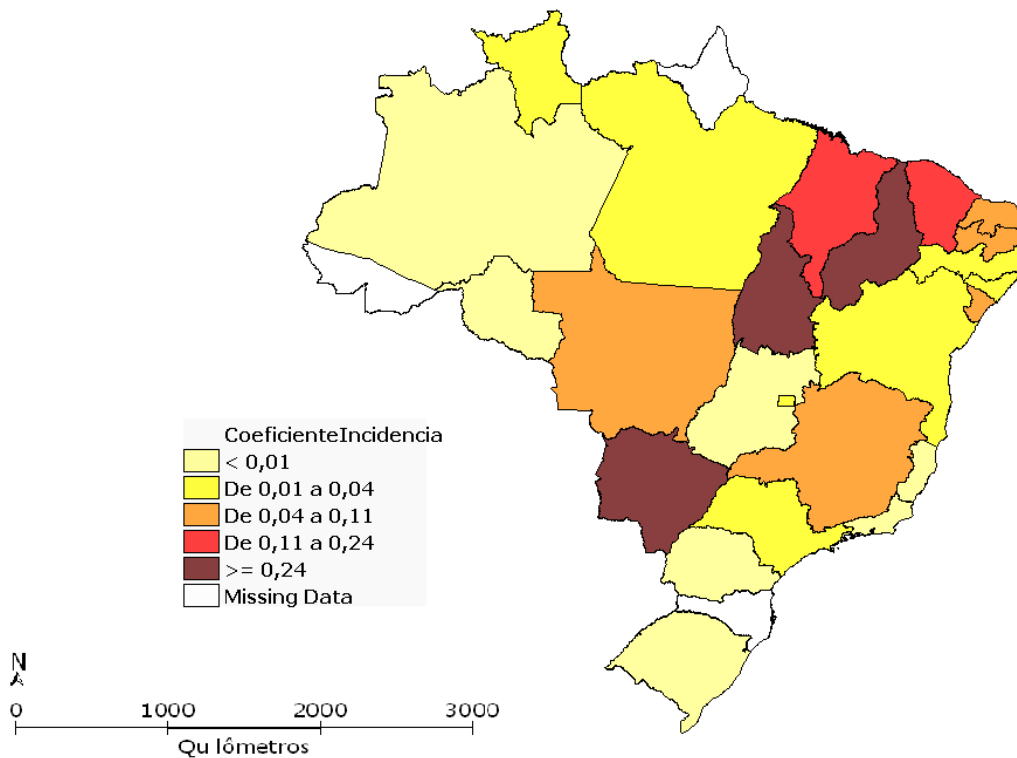 CoeficienteIncidencia
< 0,01
De 0,01 a 0,04
De 0,04 a 0,11
De 0,11 a 0,24
>= 0,24
Missing Data
N
0 1000 2000 3000
Qu lômetros